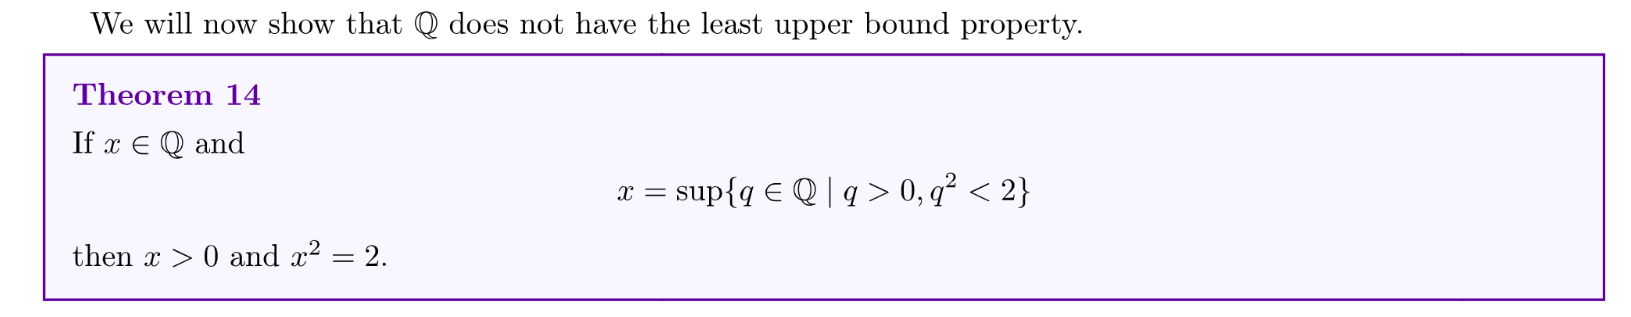 We will now show that ℚ does not have the least upper bound property.
Theorem 14
If x ∈ ℚ and
x = sup{q ∈ ℚ | q > 0, q² < 2}
then x > 0 and x² = 2.